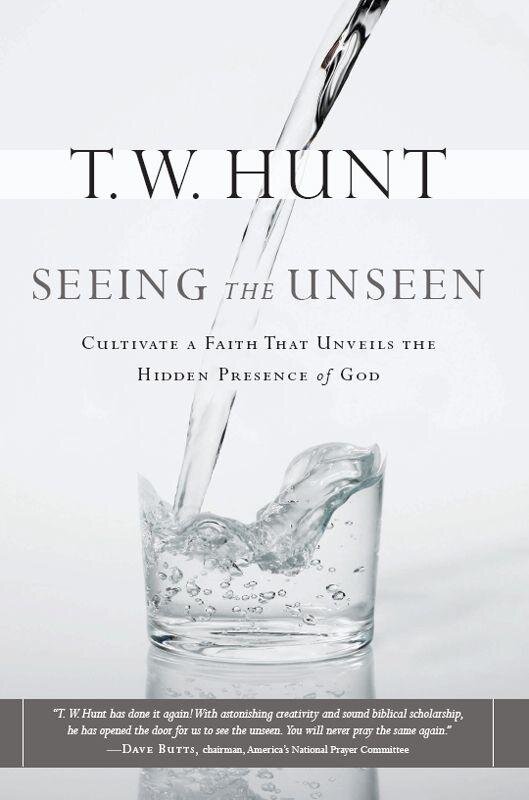 T. W. HUNT
SEEING THE UNSEEN
CULTIVATE A FAITH THAT UNVEILS THE
HIDDEN PRESENCE of GOD
“T. W. Hunt has done it again! With astonishing creativity and sound biblical scholarship,
he has opened the door for us to see the unseen. You will never pray the same again.”
—DAVE BUTTS, chairman, America’s National Prayer Committee